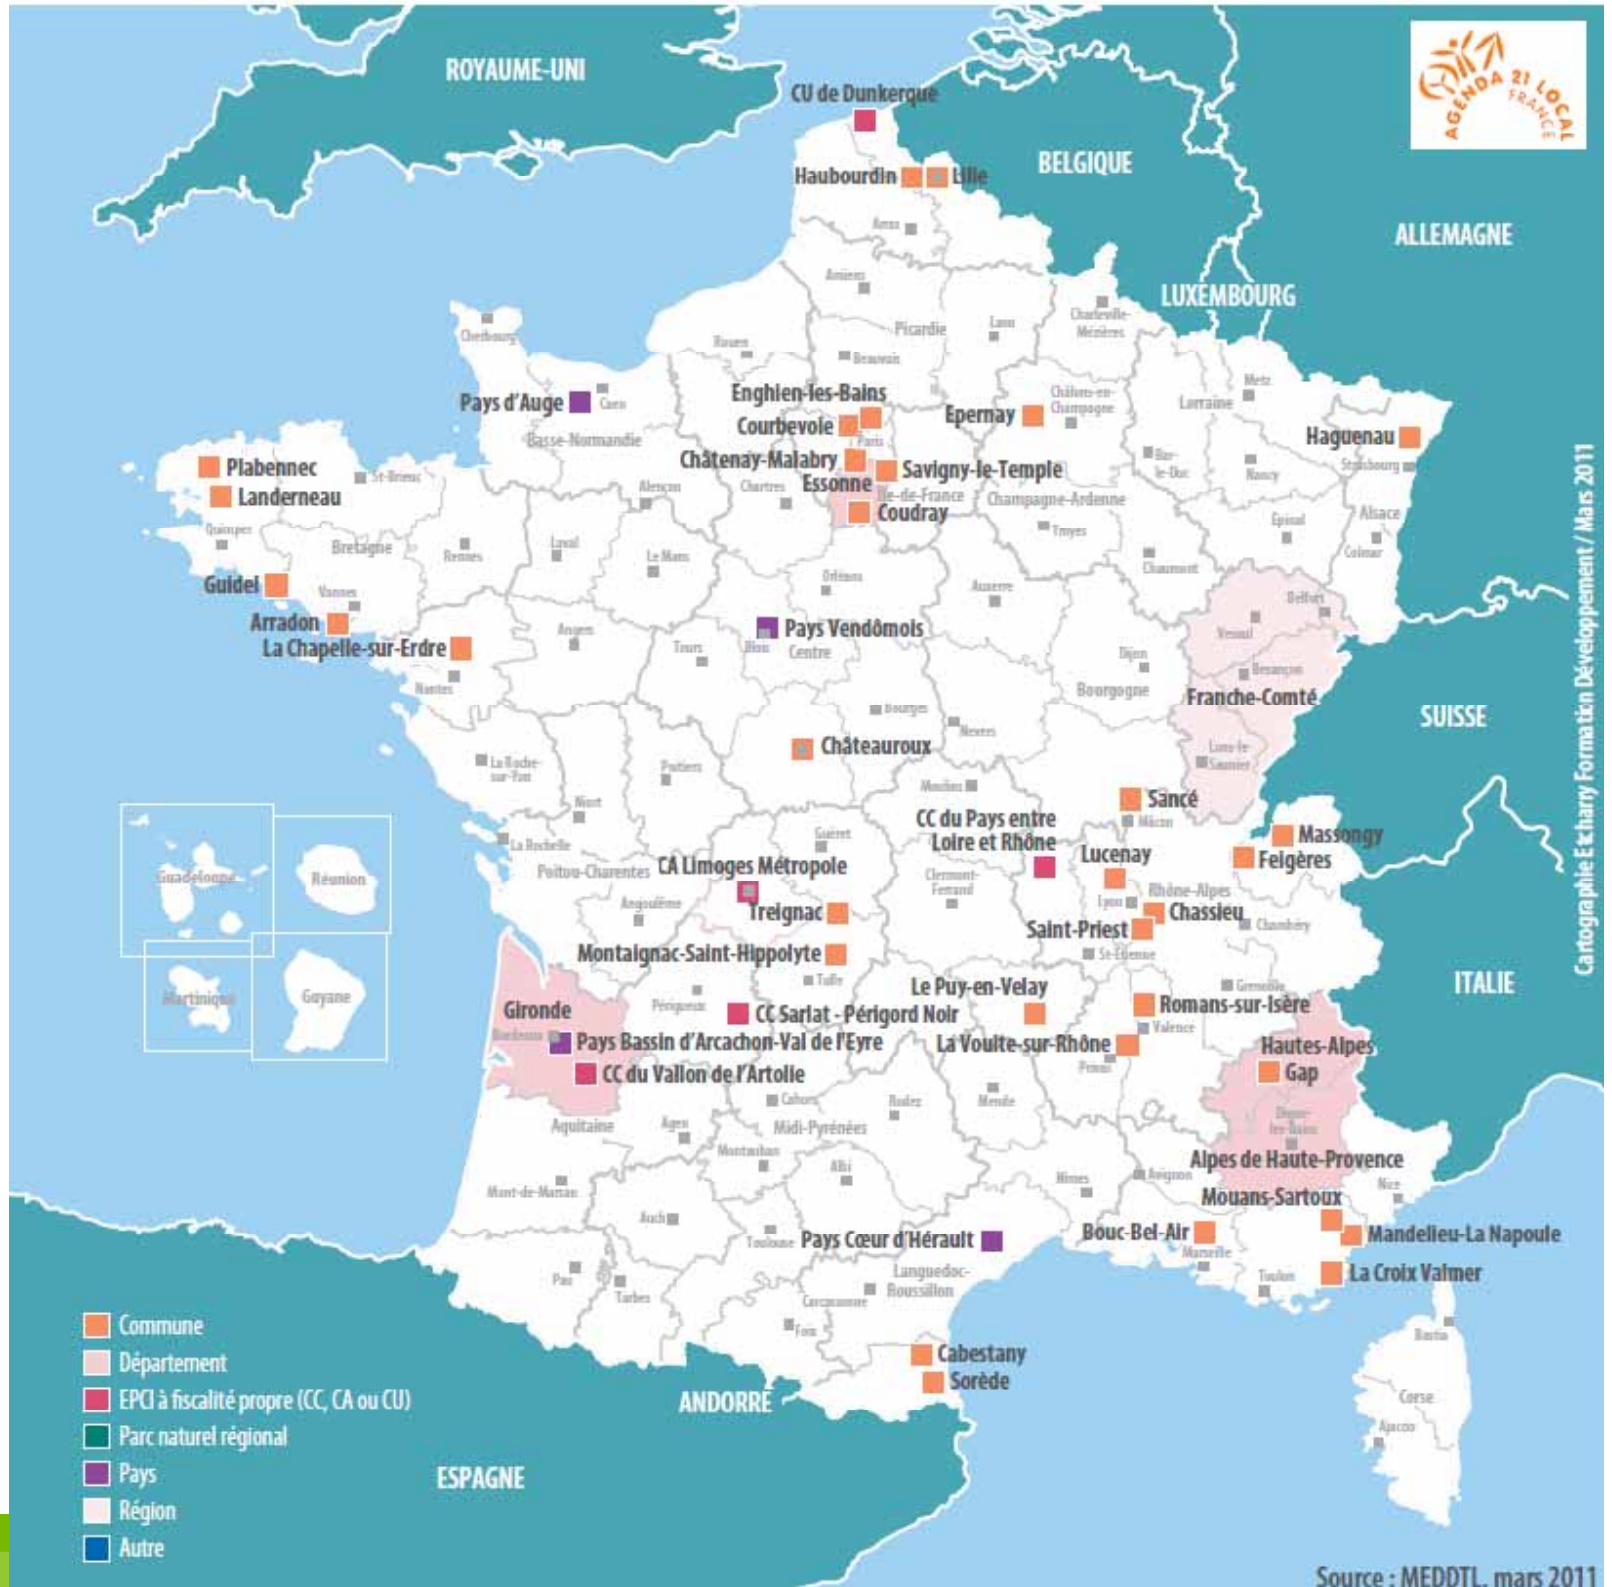 ROYAUME-UNI
AGENDA 21 LOCAL
FRANCE
CU de Dunkerque
BELGIQUE
Haubourdin
Lille
Arras
ALLEMAGNE
Amiens
LUXEMBOURG
Charleville-
Mézières
Cherbourg
Picardie
Laon
Rouen
Beauvais
Metz
Enghien-les-Bains
Châlons-en-
Champagne
Lorraine
Pays d'Auge
Caen
Courbevoie
Epernay
Basse-Normandie
Paris
Haguenau
Plabennec
St-Brieuc
Châtenay-Malabry
Savigny-le-Temple
Bar-
le-Duc
Nancy
Strasbourg
Landerneau
Alençon
Chartres
Essonne
Ile-de-France
Champagne-Ardenne
Coudray
Alsace
Quimper
Bretagne
Rennes
Laval
Le Mans
Troyes
Epinal
Colmar
Chaumont
Guidel
Vannes
Orléans
Auxerre
Belfort
Arradon
Pays Vendômois
Vesoul
La Chapelle-sur-Erdre
Angers
Tours
Blois
Centre
Dijon
Besançon
Nantes
Bourgogne
Franche-Comté
Bourges
Nevers
SUISSE
Châteauroux
Lons-le-
Saunier
La Roche-
sur-Yon
Poitiers
Moulins
Niort
Sancé
CC du Pays entre
Loire et Rhône
Mâcon
Massongy
Guéret
La Rochelle
Lucenay
Feigères
CA Limoges Métropole
Poitou-Charentes
Clermont-
Ferrand
Rhône-Alpes
Guadeloupe
Réunion
Angoulême
Treignac
Lyon
Chassieu
Chambéry
Saint-Priest
Montaignac-Saint-Hippolyte
St-Etienne
Tulle
ITALIE
Martinique
Guyane
Périgueux
Le Puy-en-Velay
Grenoble
Gironde
CC Sarlat - Périgord Noir
Romans-sur-Isère
Valence
Bordeaux
Pays Bassin d'Arcachon-Val de l'Eyre
La Voulte-sur-Rhône
Hautes-Alpes
Privas
CC du Vallon de l'Artolie
Gap
Cahors
Rodez
Mende
Aquitaine
Agen
Midi-Pyrénées
Digne-
les-Bains
Montauban
Albi
Alpes de Haute-Provence
Mont-de-Marsan
Nîmes
Avignon
Nice
Mouans-Sartoux
Auch
Toulouse
Pays Cœur d'Hérault
Bouc-Bel-Air
Mandelieu-La Napoule
Marseille
Pau
Tarbes
Languedoc-
Roussillon
Toulon
La Croix Valmer
Carcassonne
Foix
Bastia
Cabestany
Sorède
ANDORRE
Corse
Ajaccio
ESPAGNE
Commune
Département
EPCI à fiscalité propre (CC, CA ou CU)
Parc naturel régional
Pays
Région
Autre
Cartographie Etcharry Formation Développement / Mars 2011
Source : MEDDTL, mars 2011